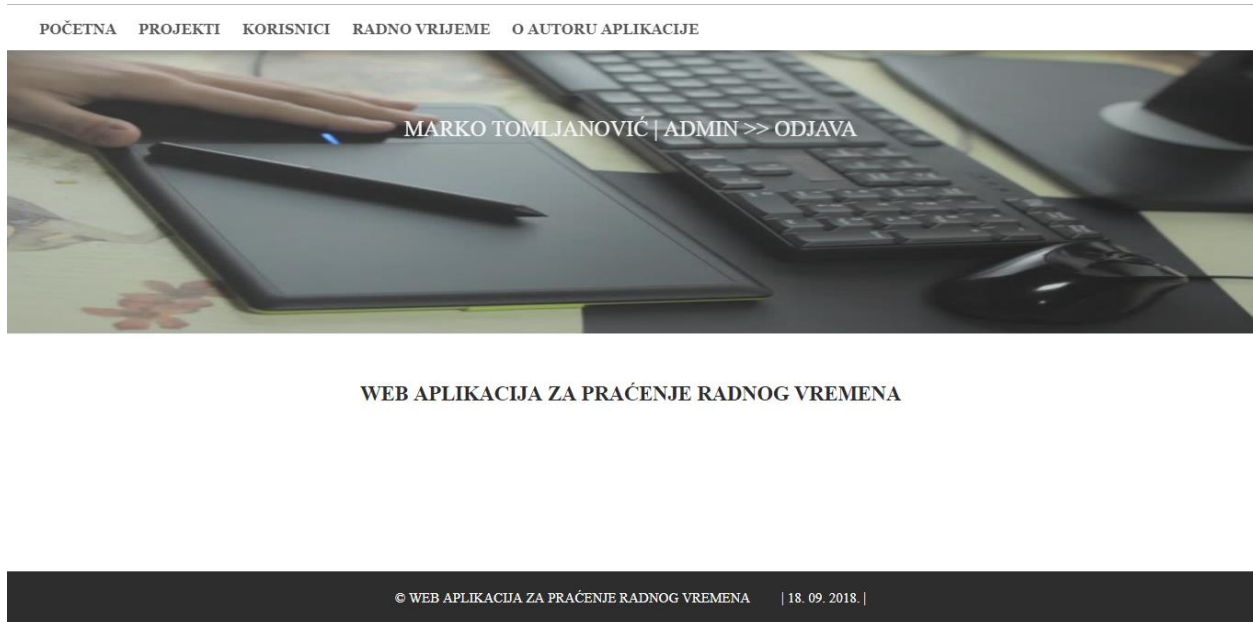 POČETNA PROJEKTI KORISNICI RADNO VRIJEME O AUTORU APLIKACIJE
MARKO TOMLJANOVIĆ | ADMIN >> ODJAVA
WEB APLIKACIJA ZA PRAĆENJE RADNOG VREMENA
© WEB APLIKACIJA ZA PRAĆENJE RADNOG VREMENA | 18. 09. 2018. |